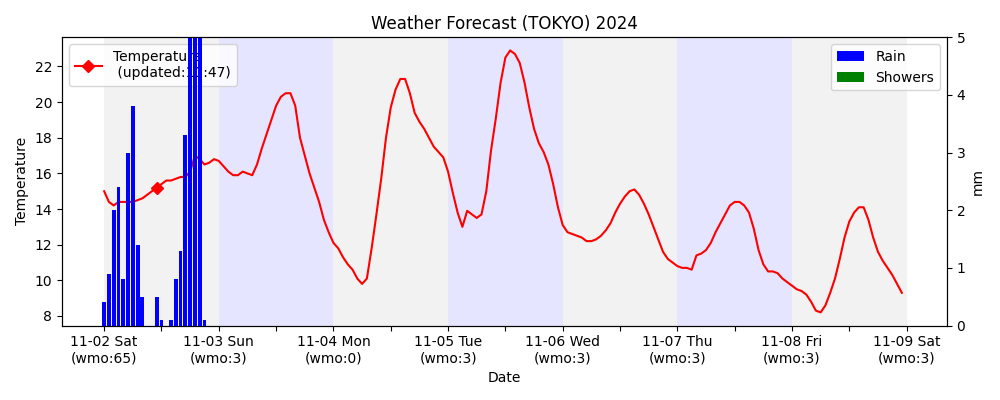 Weather Forecast (TOKYO) 2024
Temperature
(updated: :47)
Rain
Showers
Temperature
22
20
18
16
14
12
10
8
5
4
3
2
1
0
mm
11-02 Sat
(wmo:65)
11-03 Sun
(wmo:3)
11-04 Mon
(wmo:0)
11-05 Tue
(wmo:3)
11-06 Wed
(wmo:3)
11-07 Thu
(wmo:3)
11-08 Fri
(wmo:3)
11-09 Sat
(wmo:3)
Date